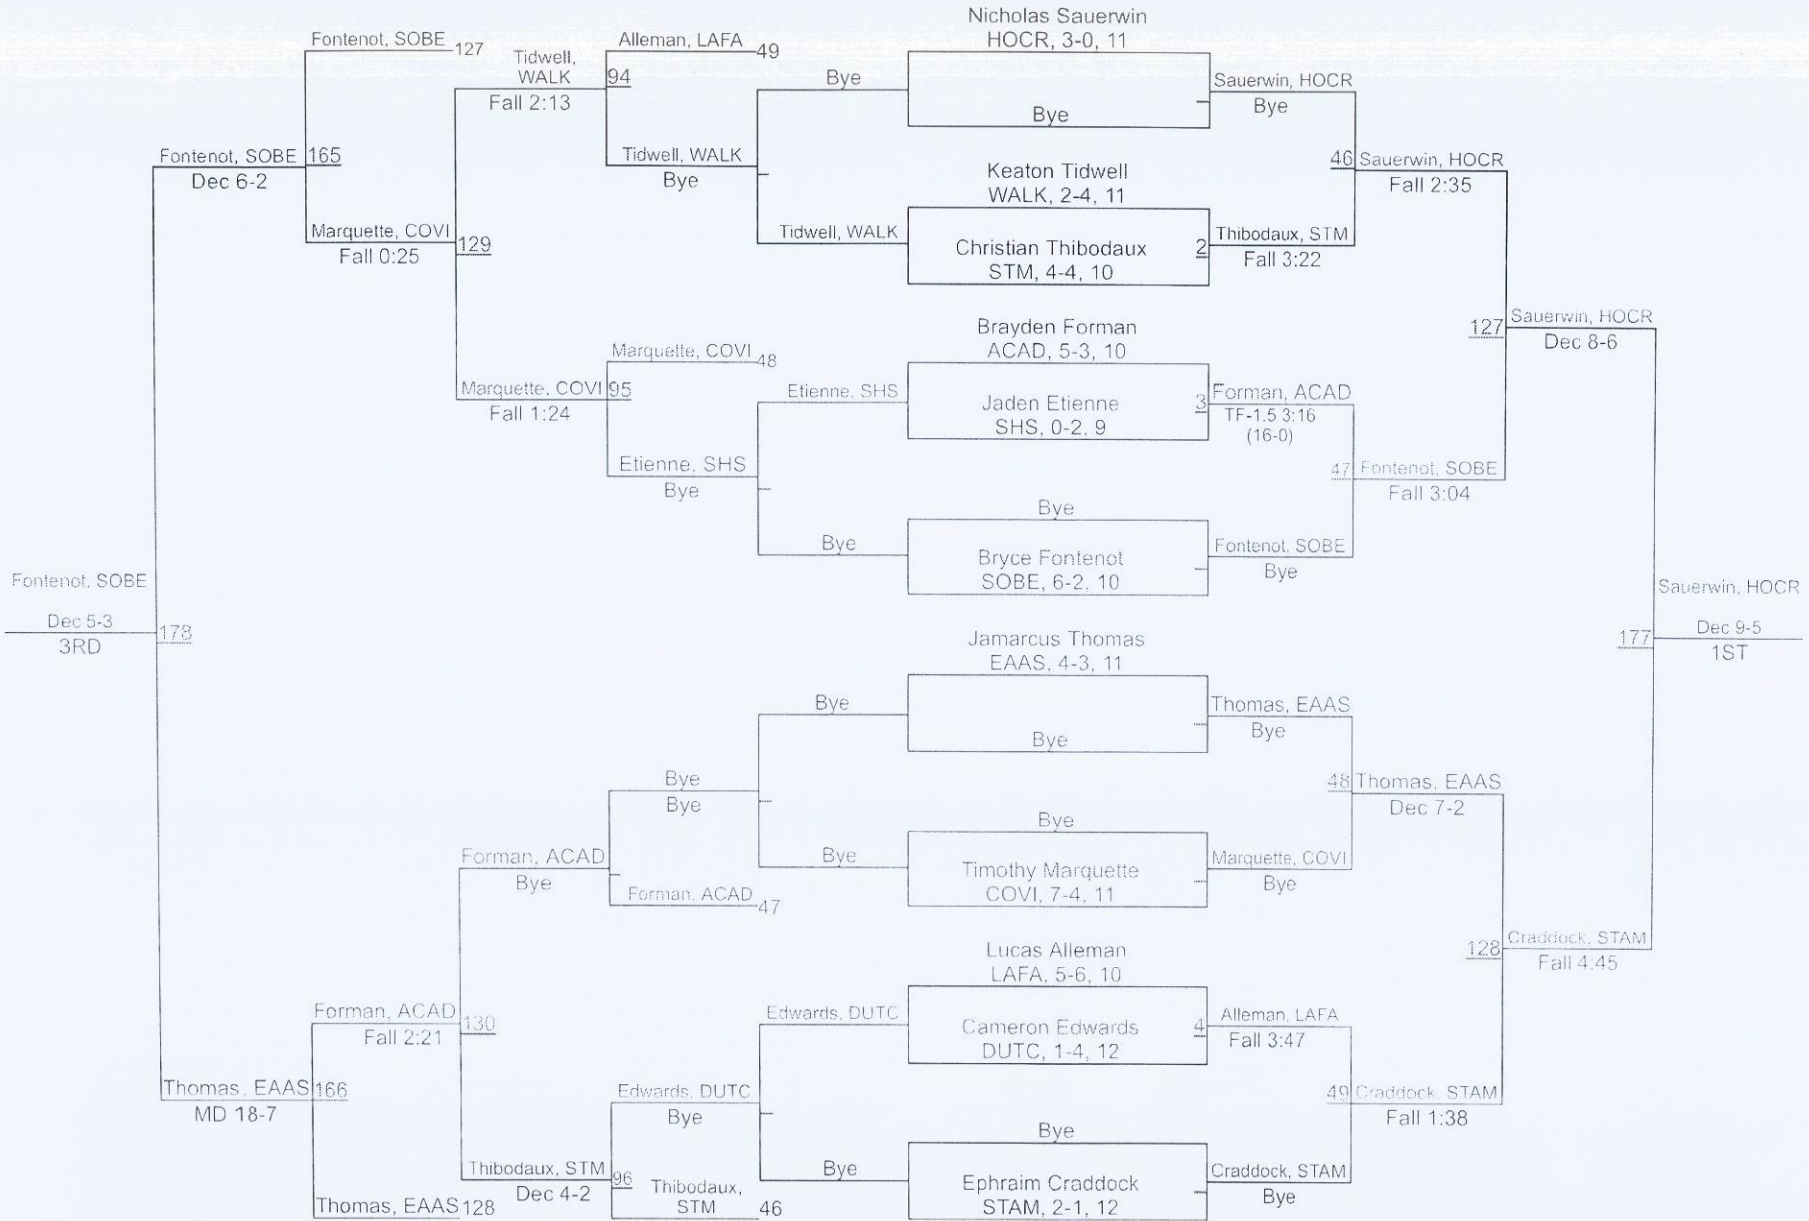 Nicholas Sauerwin
HOCR, 3-0, 11
Bye
Keaton Tidwell
WALK, 2-4, 11
Christian Thibodaux
STM, 4-4, 10
2
Brayden Forman
ACAD, 5-3, 10
Jaden Etienne
SHS, 0-2, 9
3
Bye
Bryce Fontenot
SOBE, 6-2, 10
Jamarcus Thomas
EAAS, 4-3, 11
Bye
Bye
Timothy Marquette
COVI, 7-4, 11
Lucas Alleman
LAFA, 5-6, 10
Cameron Edwards
DUTC, 1-4, 12
4
Bye
Ephraim Craddock
STAM, 2-1, 12
Sauerwin, HOCR
Bye
Thibodaux, STM
Fall 3:22
Forman, ACAD
TF-1.5 3:16
(16-0)
Fontenot, SOBE
Bye
Thomas, EAAS
Bye
Marquette, COVI
Bye
Alleman, LAFA
Fall 3:47
Craddock, STAM
Bye
46 Sauerwin, HOCR
Fall 2:35
47 Fontenot, SOBE
Fall 3:04
48 Thomas, EAAS
Dec 7-2
49 Craddock, STAM
Fall 1:38
127 Sauerwin, HOCR
Dec 8-6
128 Craddock, STAM
Fall 4:45
Sauerwin, HOCR
177 Dec 9-5
1ST
Bye
Tidwell, WALK
Etienne, SHS
Bye
Bye
Bye
Edwards, DUTC
Bye
Alleman, LAFA 49
Tidwell, WALK
Bye
Marquette, COVI 48
Etienne, SHS
Bye
Bye
Bye
Forman, ACAD 47
Edwards, DUTC
Bye
Thibodaux,
STM 46
Tidwell,
WALK 94
Fall 2:13
Marquette, COVI 95
Fall 1:24
Forman, ACAD
Bye
Thibodaux, STM 96
Dec 4-2
Fontenot, SOBE 127
Marquette, COVI 129
Fall 0:25
Forman, ACAD 130
Fall 2:21
Thomas, EAAS 128
Fontenot, SOBE 165
Dec 6-2
Thomas, EAAS 166
MD 18-7
Fontenot, SOBE
Dec 5-3 178
3RD